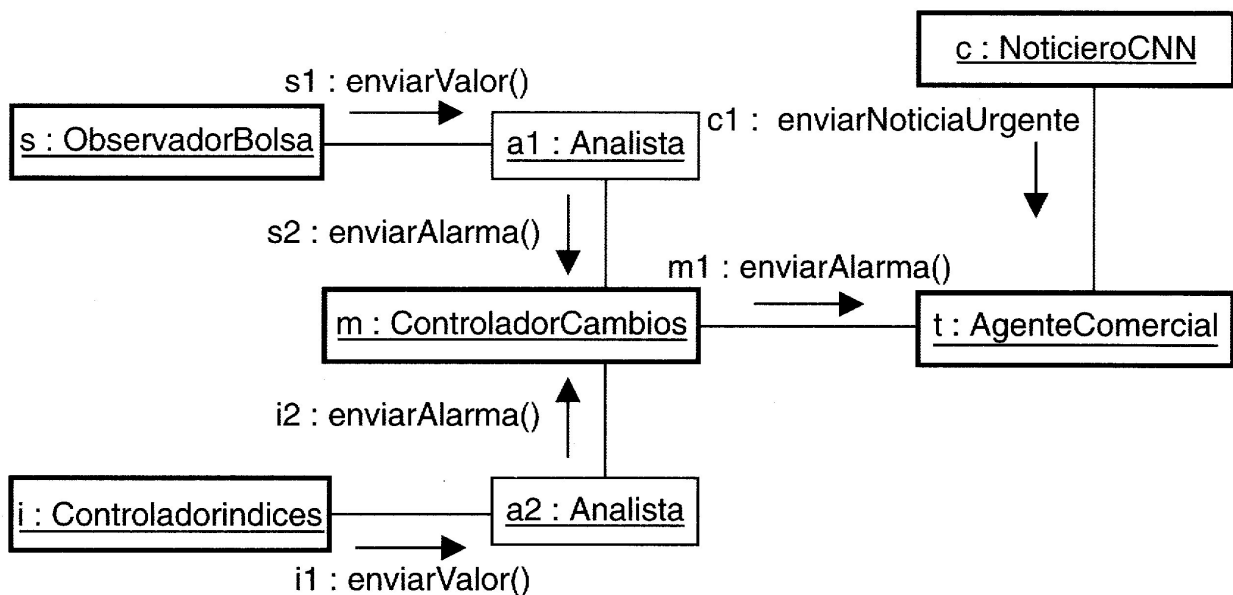 c : NoticieroCNN
s1 : enviarValor()
s : ObservadorBolsa
a1 : Analista
c1 : enviarNoticiaUrgente
s2 : enviarAlarma()
m1 : enviarAlarma()
m : ControladorCambios
t : AgenteComercial
i2 : enviarAlarma()
i : Controladorindices
a2 : Analista
i1 : enviarValor()